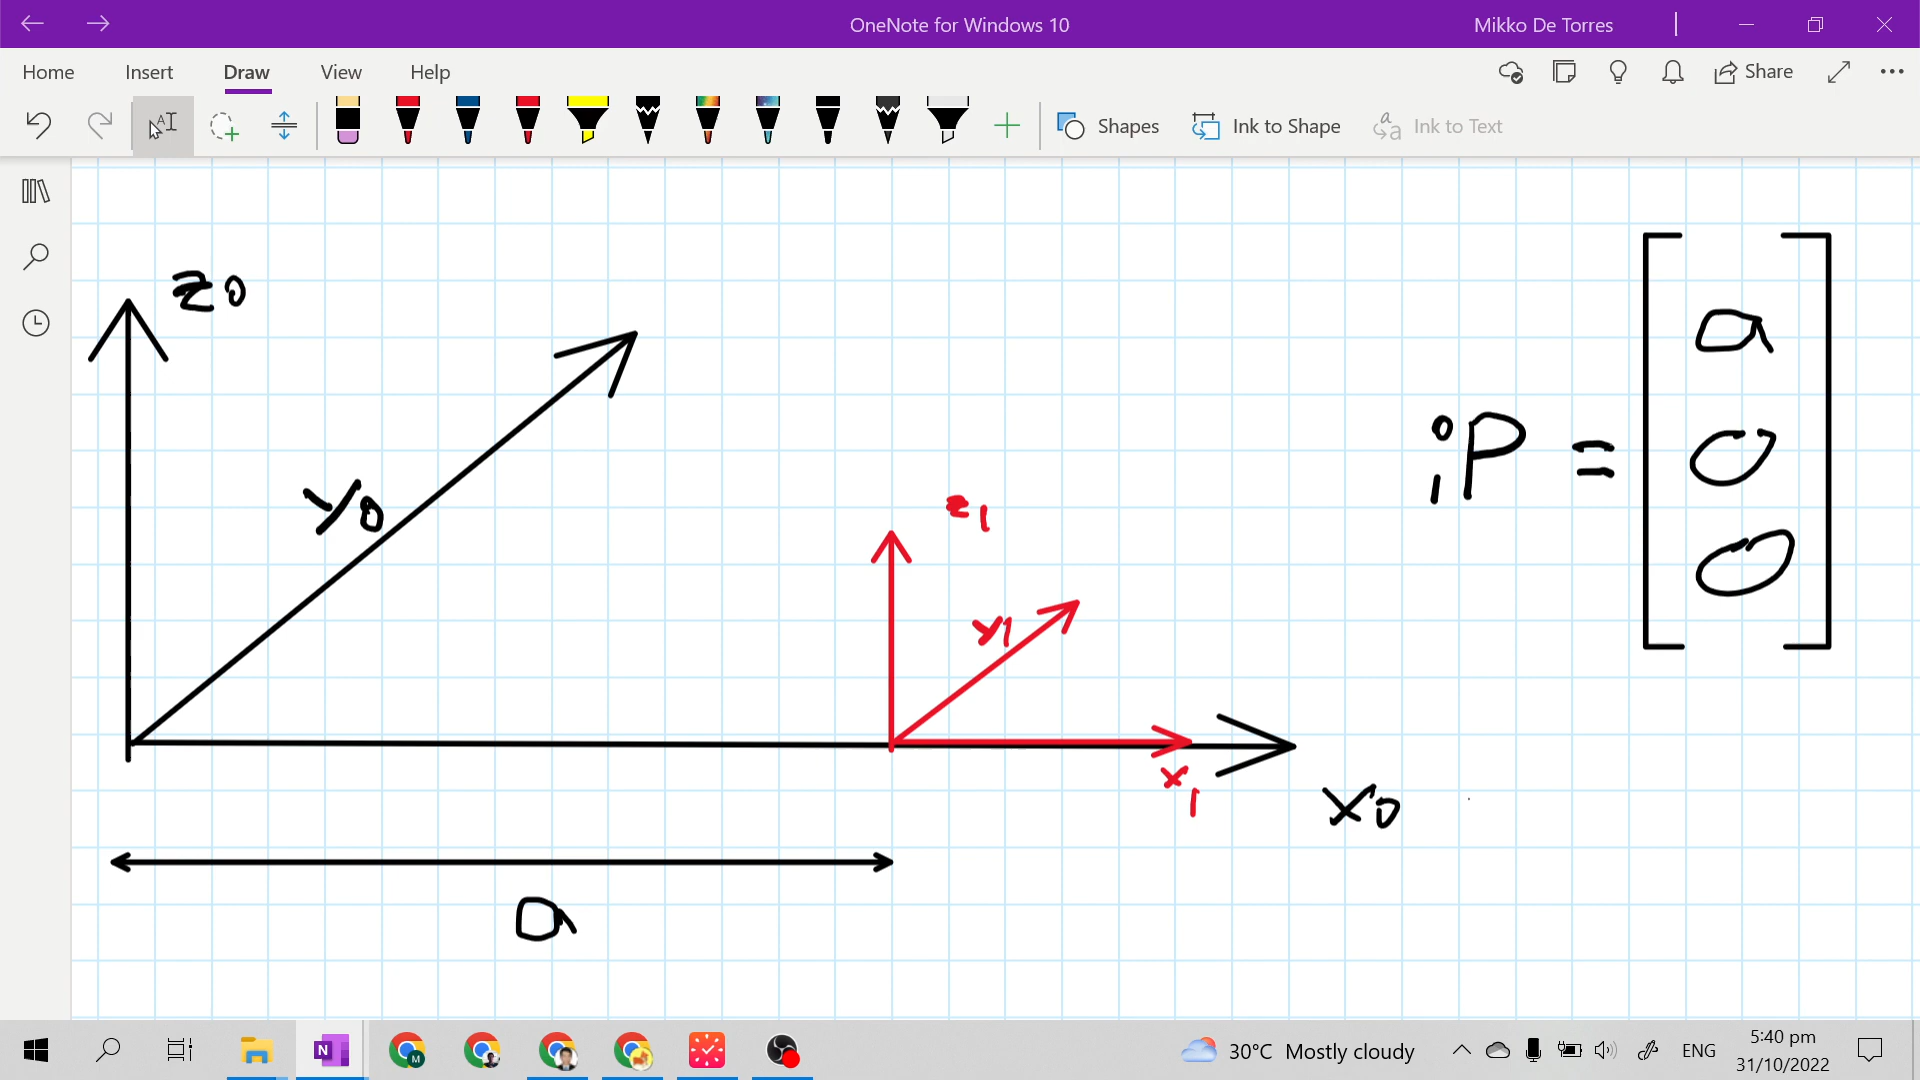 OneNote for Windows 10
Mikko De Torres
Home Insert Draw View Help
Share
Shapes Ink to Shape Ink to Text
z0
y0
a
0
1P =
0
z1
0
y1
x1
x0
a
30°C Mostly cloudy
ENG
5:40 pm
31/10/2022